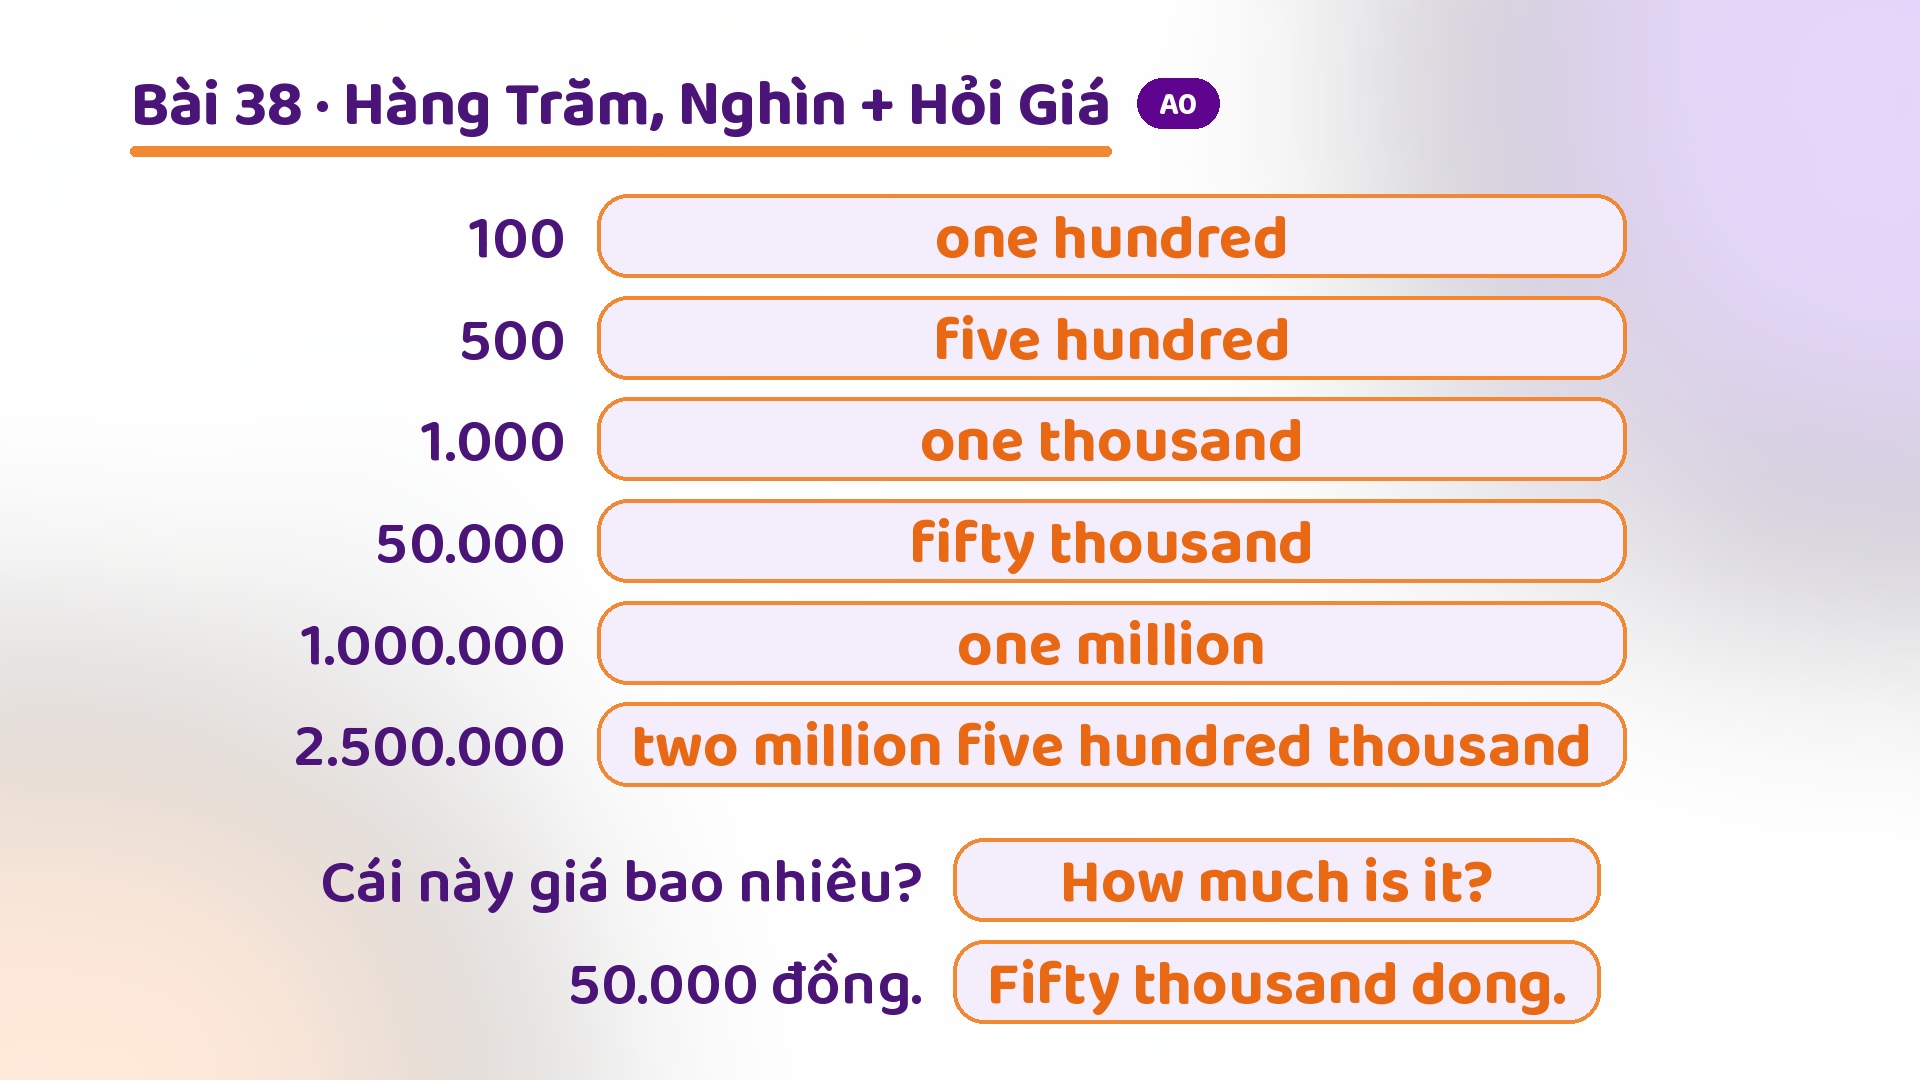 Bài 38 · Hàng Trăm, Nghìn + Hỏi Giá A0
100 one hundred
500 five hundred
1.000 one thousand
50.000 fifty thousand
1.000.000 one million
2.500.000 two million five hundred thousand
Cái này giá bao nhiêu? How much is it?
50.000 đồng. Fifty thousand dong.